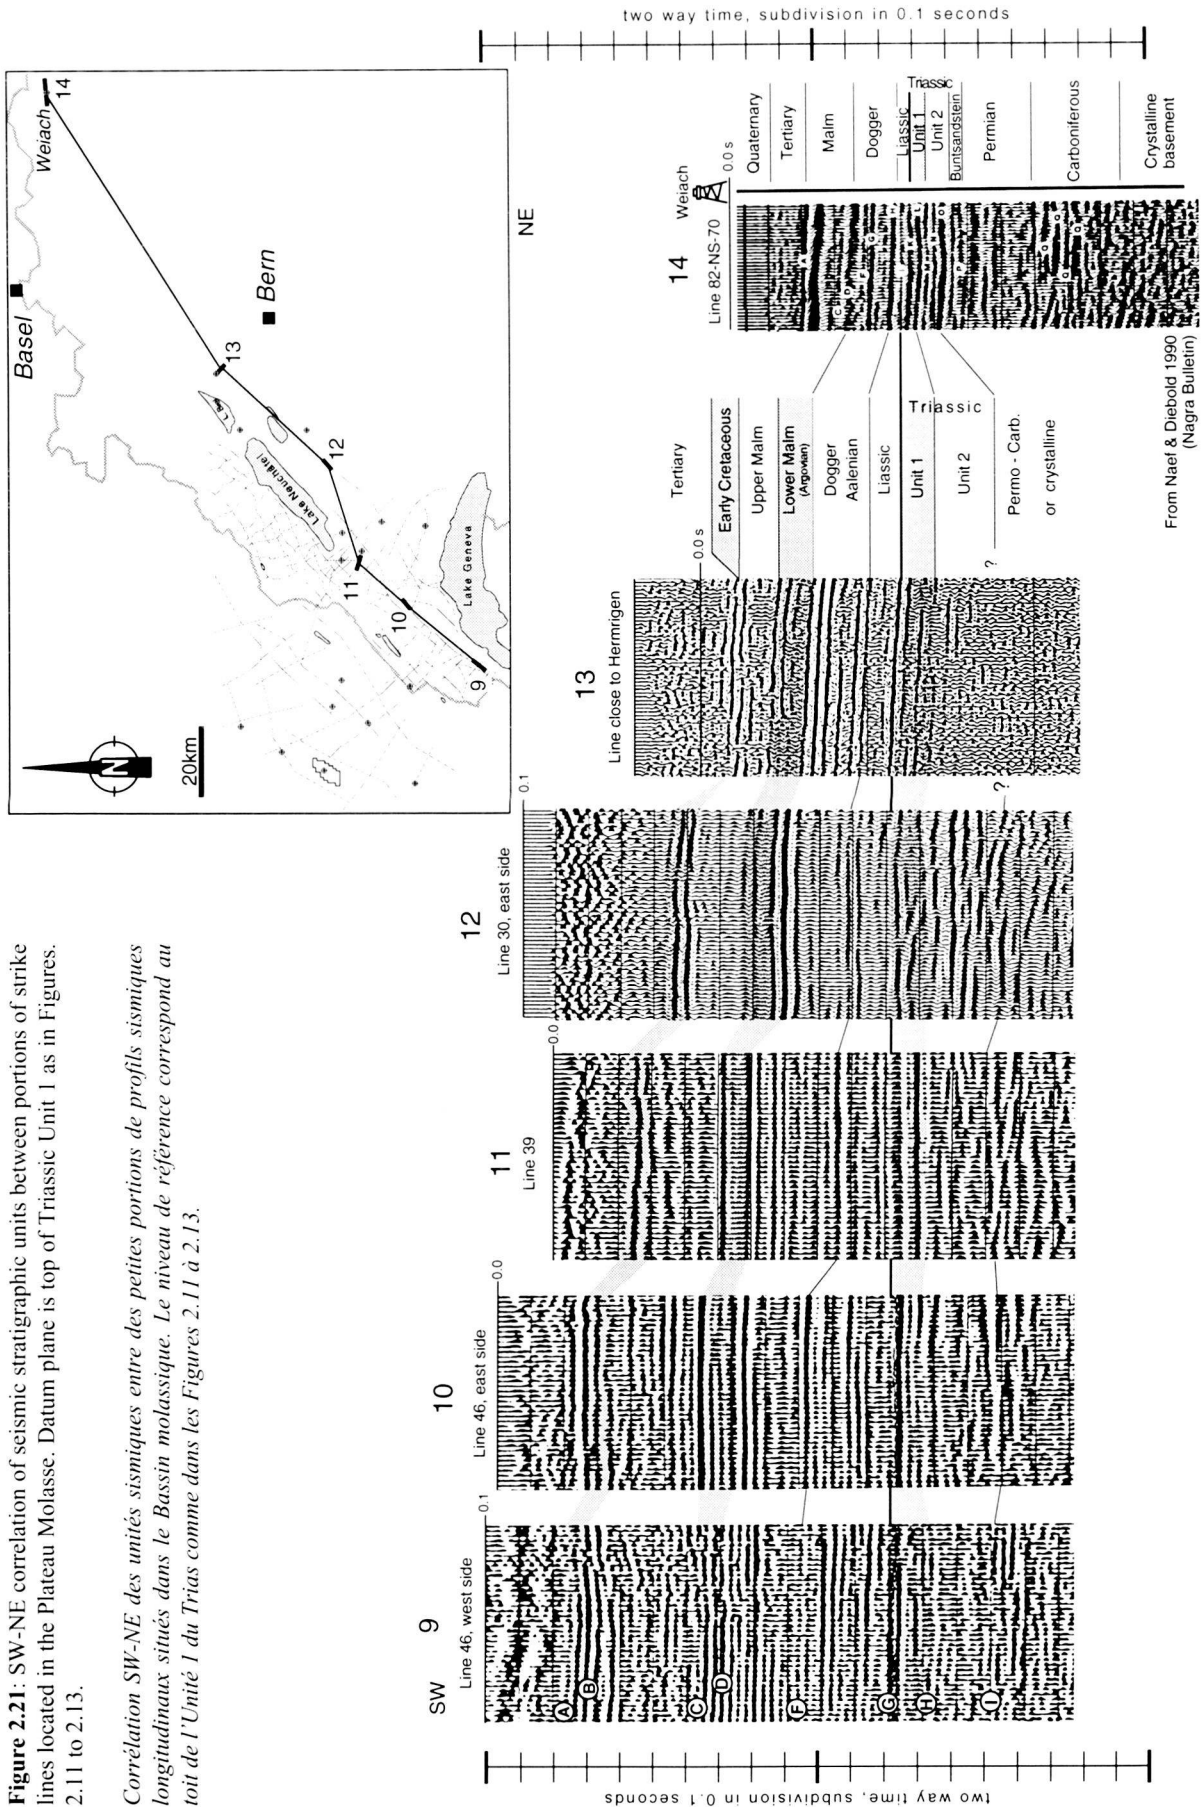 Figure 2.21: SW-NE correlation of seismic stratigraphic units between portions of strike
lines located in the Plateau Molasse. Datum plane is top of Triassic Unit 1 as in Figures.
2.11 to 2.13.
Corrélation SW-NE des unités sismiques entre des petites portions de profils sismiques
longitudinaux situés dans le Bassin molassique. Le niveau de référence correspond au
toit de l'Unité 1 du Trias comme dans les Figures 2.11 à 2.13.
N
20km
Basel
Bern
Weiach
14
13
12
11
10
9
Lake Neuchâtel
Lake Geneva
SW
NE
9
Line 46, west side
0.1
10
Line 46, east side
0.0
11
Line 39
0.0
12
Line 30, east side
0.1
13
Line close to Hermrigen
0.0 s
14
Line 82-NS-70
Weiach
0.0 s
A
B
C
D
F
G
H
I
?
?
Tertiary
Early Cretaceous
Upper Malm
Lower Malm
(Argovian)
Dogger
Aalenian
Liassic
Triassic
Unit 1
Unit 2
Permo - Carb.
or crystalline
Quaternary
Tertiary
Malm
Dogger
Liassic
Triassic
Unit 1
Unit 2
Buntsandstein
Permian
Carboniferous
Crystalline
basement
From Naef & Diebold 1990
(Nagra Bulletin)
two way time, subdivision in 0.1 seconds
two way time, subdivision in 0.1 seconds